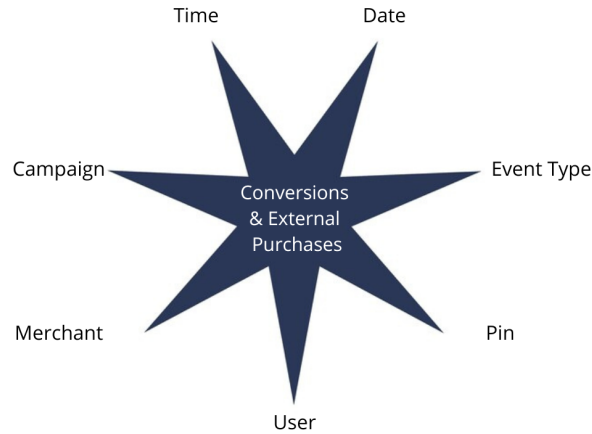 Time
Date
Campaign
Event Type
Conversions
& External
Purchases
Merchant
Pin
User